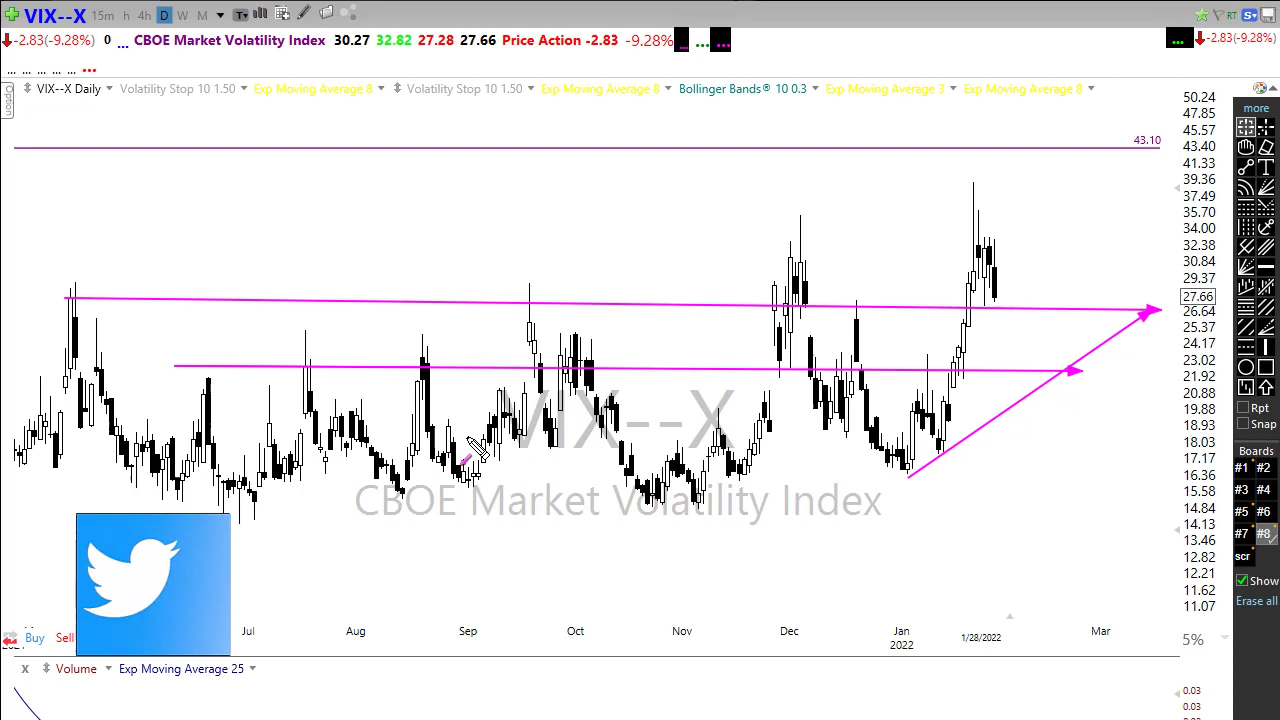 VIX--X 15m h 4h D W M T RT S
-2.83(-9.28%) 0 ... CBOE Market Volatility Index 30.27 32.82 27.28 27.66 Price Action -2.83 -9.28% ... ... ... ... -2.83(-9.28%)
... ... ... ... ... ...
Option
VIX--X Daily Volatility Stop 10 1.50 Exp Moving Average 8 Volatility Stop 10 1.50 Exp Moving Average 8 Bollinger Bands® 10 0.3 Exp Moving Average 3 Exp Moving Average 8
more
50.24
47.85
45.57
43.10
43.40
41.33
39.36
37.49
35.70
34.00
32.38
30.84
29.37
27.66
26.64
25.37
24.17
23.02
21.92
20.88
19.88
18.93
18.03
17.17
16.36
15.58
14.84
14.13
13.46
12.82
12.21
11.62
11.07
VIX--X
CBOE Market Volatility Index
T
Rpt
Snap
Boards
#1 #2
#3 #4
#5 #6
#7 #8
scr
Show
Erase all
Buy Sell
Jul Aug Sep Oct Nov Dec Jan 1/28/2022 Mar
2022
5%
x Volume Exp Moving Average 25
0.03
0.03